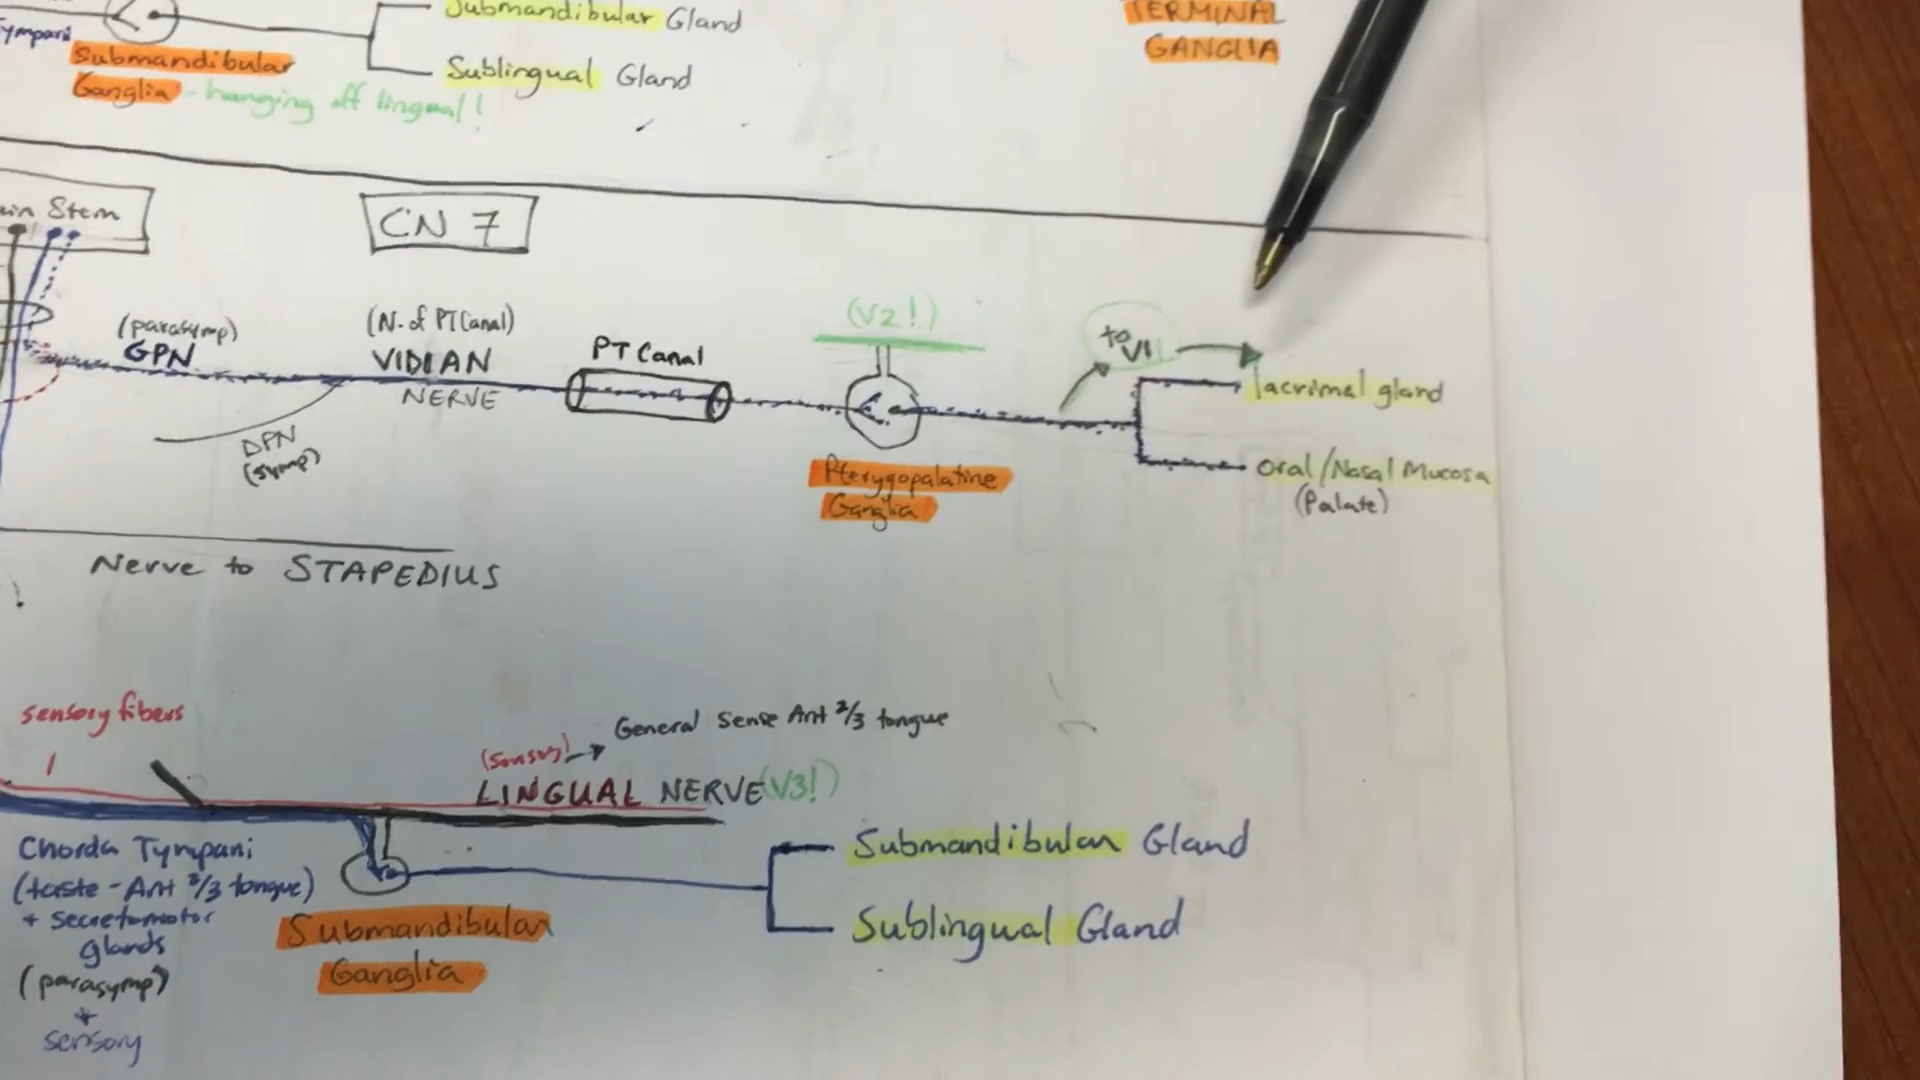 Submandibular Gland
TERMINAL
GANGLIA
Submandibular
Ganglia - hanging off lingual!
Sublingual Gland
Stem
CN 7
(parasymp)
GPN
(N. of PT Canal)
VIDIAN
NERVE
DPN
(symp)
PT Canal
(V2!)
Pterygopalatine
Ganglia
to V1
lacrimal gland
Oral/Nasal Mucosa
(Palate)
Nerve to STAPEDIUS
sensory fibers
General Sense Ant 2/3 tongue
(sensory)
LINGUAL NERVE (V3!)
Chorda Tympani
(taste - Ant 2/3 tongue)
+ secretomotor
glands
(parasymp)
+
sensory
Submandibular
Ganglia
Submandibular Gland
Sublingual Gland